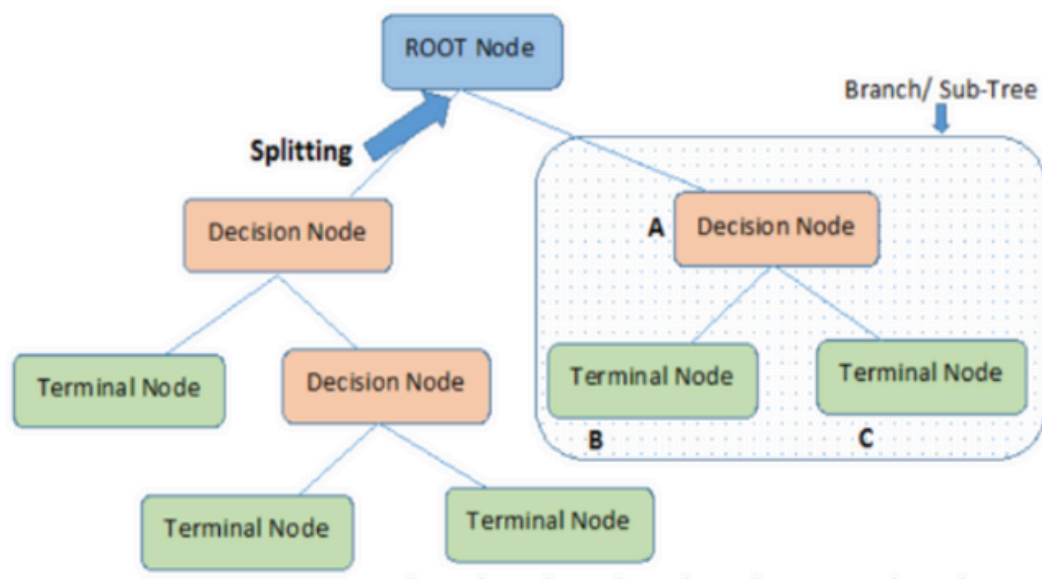 ROOT Node
Branch/ Sub-Tree
Splitting
Decision Node
A
Decision Node
Terminal Node
Decision Node
Terminal Node
Terminal Node
B
C
Terminal Node
Terminal Node